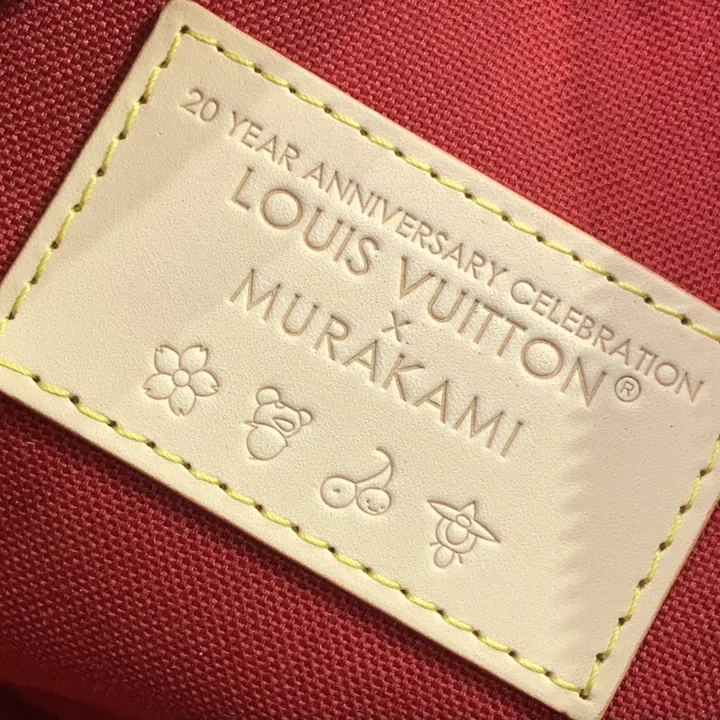 20 YEAR ANNIVERSARY CELEBRATION
LOUIS VUITTON®
X
MURAKAMI